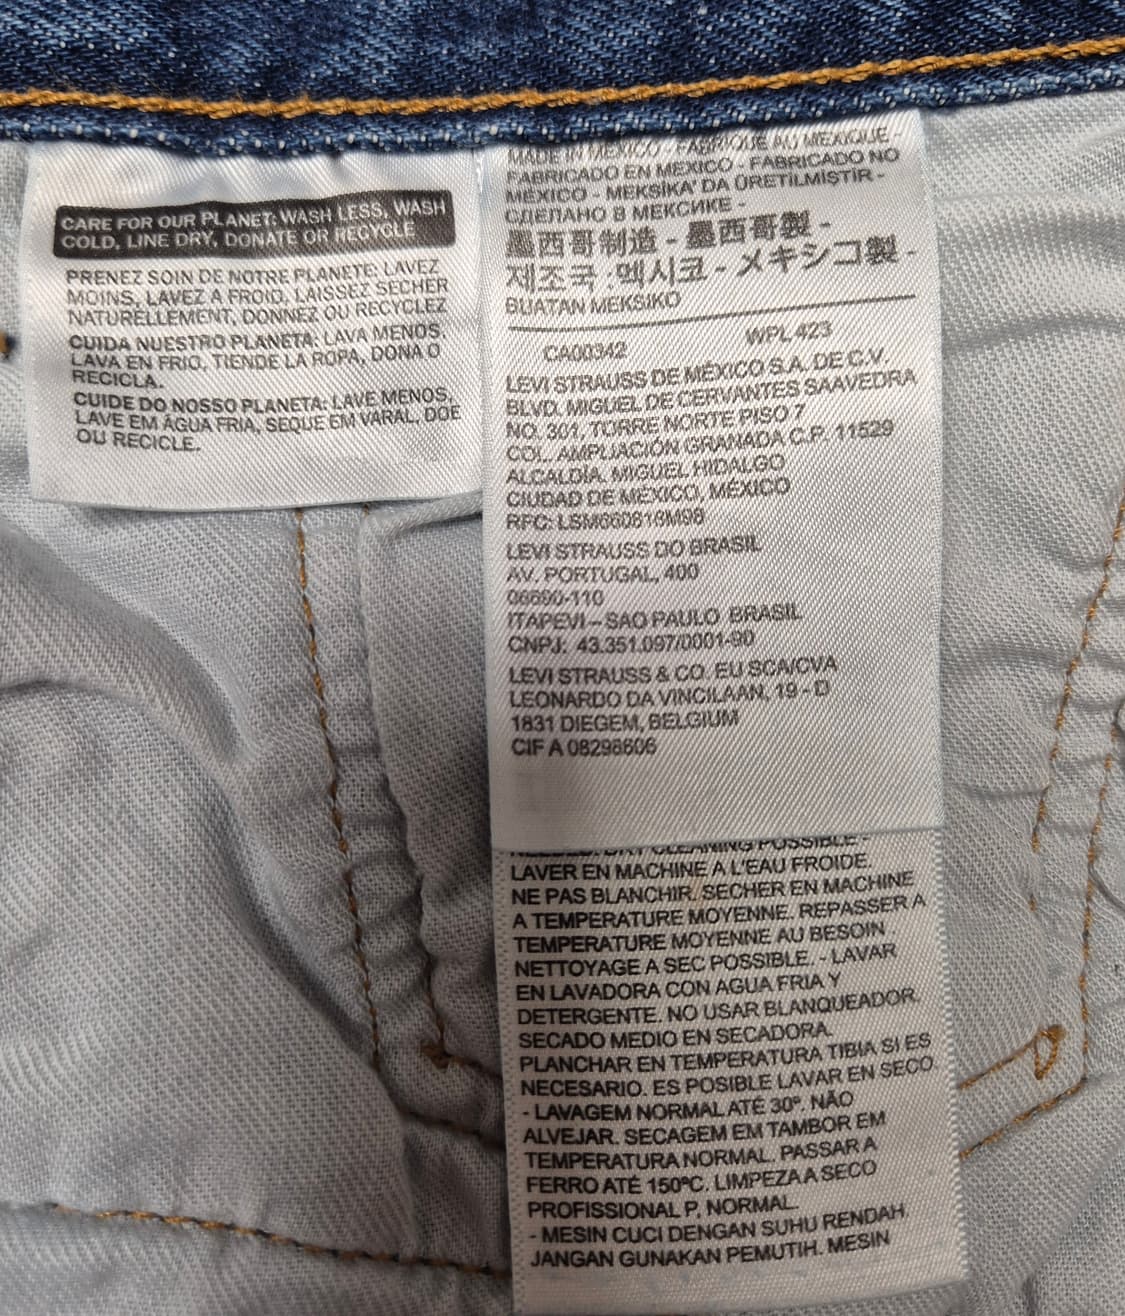 CARE FOR OUR PLANET: WASH LESS, WASH
COLD, LINE DRY, DONATE OR RECYCLE
PRENEZ SOIN DE NOTRE PLANETE: LAVEZ
MOINS, LAVEZ A FROID, LAISSEZ SECHER
NATURELLEMENT, DONNEZ OU RECYCLEZ
CUIDA NUESTRO PLANETA: LAVA MENOS,
LAVA EN FRIO, TIENDE LA ROPA, DONA O
RECICLA.
CUIDE DO NOSSO PLANETA: LAVE MENOS,
LAVE EM ÁGUA FRIA, SEQUE EM VARAL, DOE
OU RECICLE.
MADE IN MEXICO - FABRIQUE AU MEXIQUE -
FABRICADO EN MEXICO - FABRICADO NO
MÉXICO - MEKSİKA' DA ÜRETİLMİŞTİR -
СДЕЛАНО В МЕКСИКЕ -
墨西哥制造 - 墨西哥製 -
제조국 :멕시코 - メキシコ製 -
BUATAN MEKSIKO
CA00342 WPL 423
LEVI STRAUSS DE MÉXICO S.A. DE C.V.
BLVD. MIGUEL DE CERVANTES SAAVEDRA
NO. 301, TORRE NORTE PISO 7
COL. AMPLIACIÓN GRANADA C.P. 11529
ALCALDÍA. MIGUEL HIDALGO
CIUDAD DE MÉXICO, MÉXICO
RFC: LSM660816M98
LEVI STRAUSS DO BRASIL
AV. PORTUGAL, 400
06690-110
ITAPEVI – SAO PAULO BRASIL
CNPJ: 43.351.097/0001-90
LEVI STRAUSS & CO. EU SCA/CVA
LEONARDO DA VINCILAAN, 19 - D
1831 DIEGEM, BELGIUM
CIF A 08298606
NEEDED. DRY CLEANING POSSIBLE -
LAVER EN MACHINE A L'EAU FROIDE.
NE PAS BLANCHIR. SECHER EN MACHINE
A TEMPERATURE MOYENNE. REPASSER A
TEMPERATURE MOYENNE AU BESOIN
NETTOYAGE A SEC POSSIBLE. - LAVAR
EN LAVADORA CON AGUA FRIA Y
DETERGENTE. NO USAR BLANQUEADOR.
SECADO MEDIO EN SECADORA.
PLANCHAR EN TEMPERATURA TIBIA SI ES
NECESARIO. ES POSIBLE LAVAR EN SECO
- LAVAGEM NORMAL ATÉ 30º. NÃO
ALVEJAR. SECAGEM EM TAMBOR EM
TEMPERATURA NORMAL. PASSAR A
FERRO ATÉ 150ºC. LIMPEZA A SECO
PROFISSIONAL P, NORMAL.
- MESIN CUCI DENGAN SUHU RENDAH
JANGAN GUNAKAN PEMUTIH. MESIN